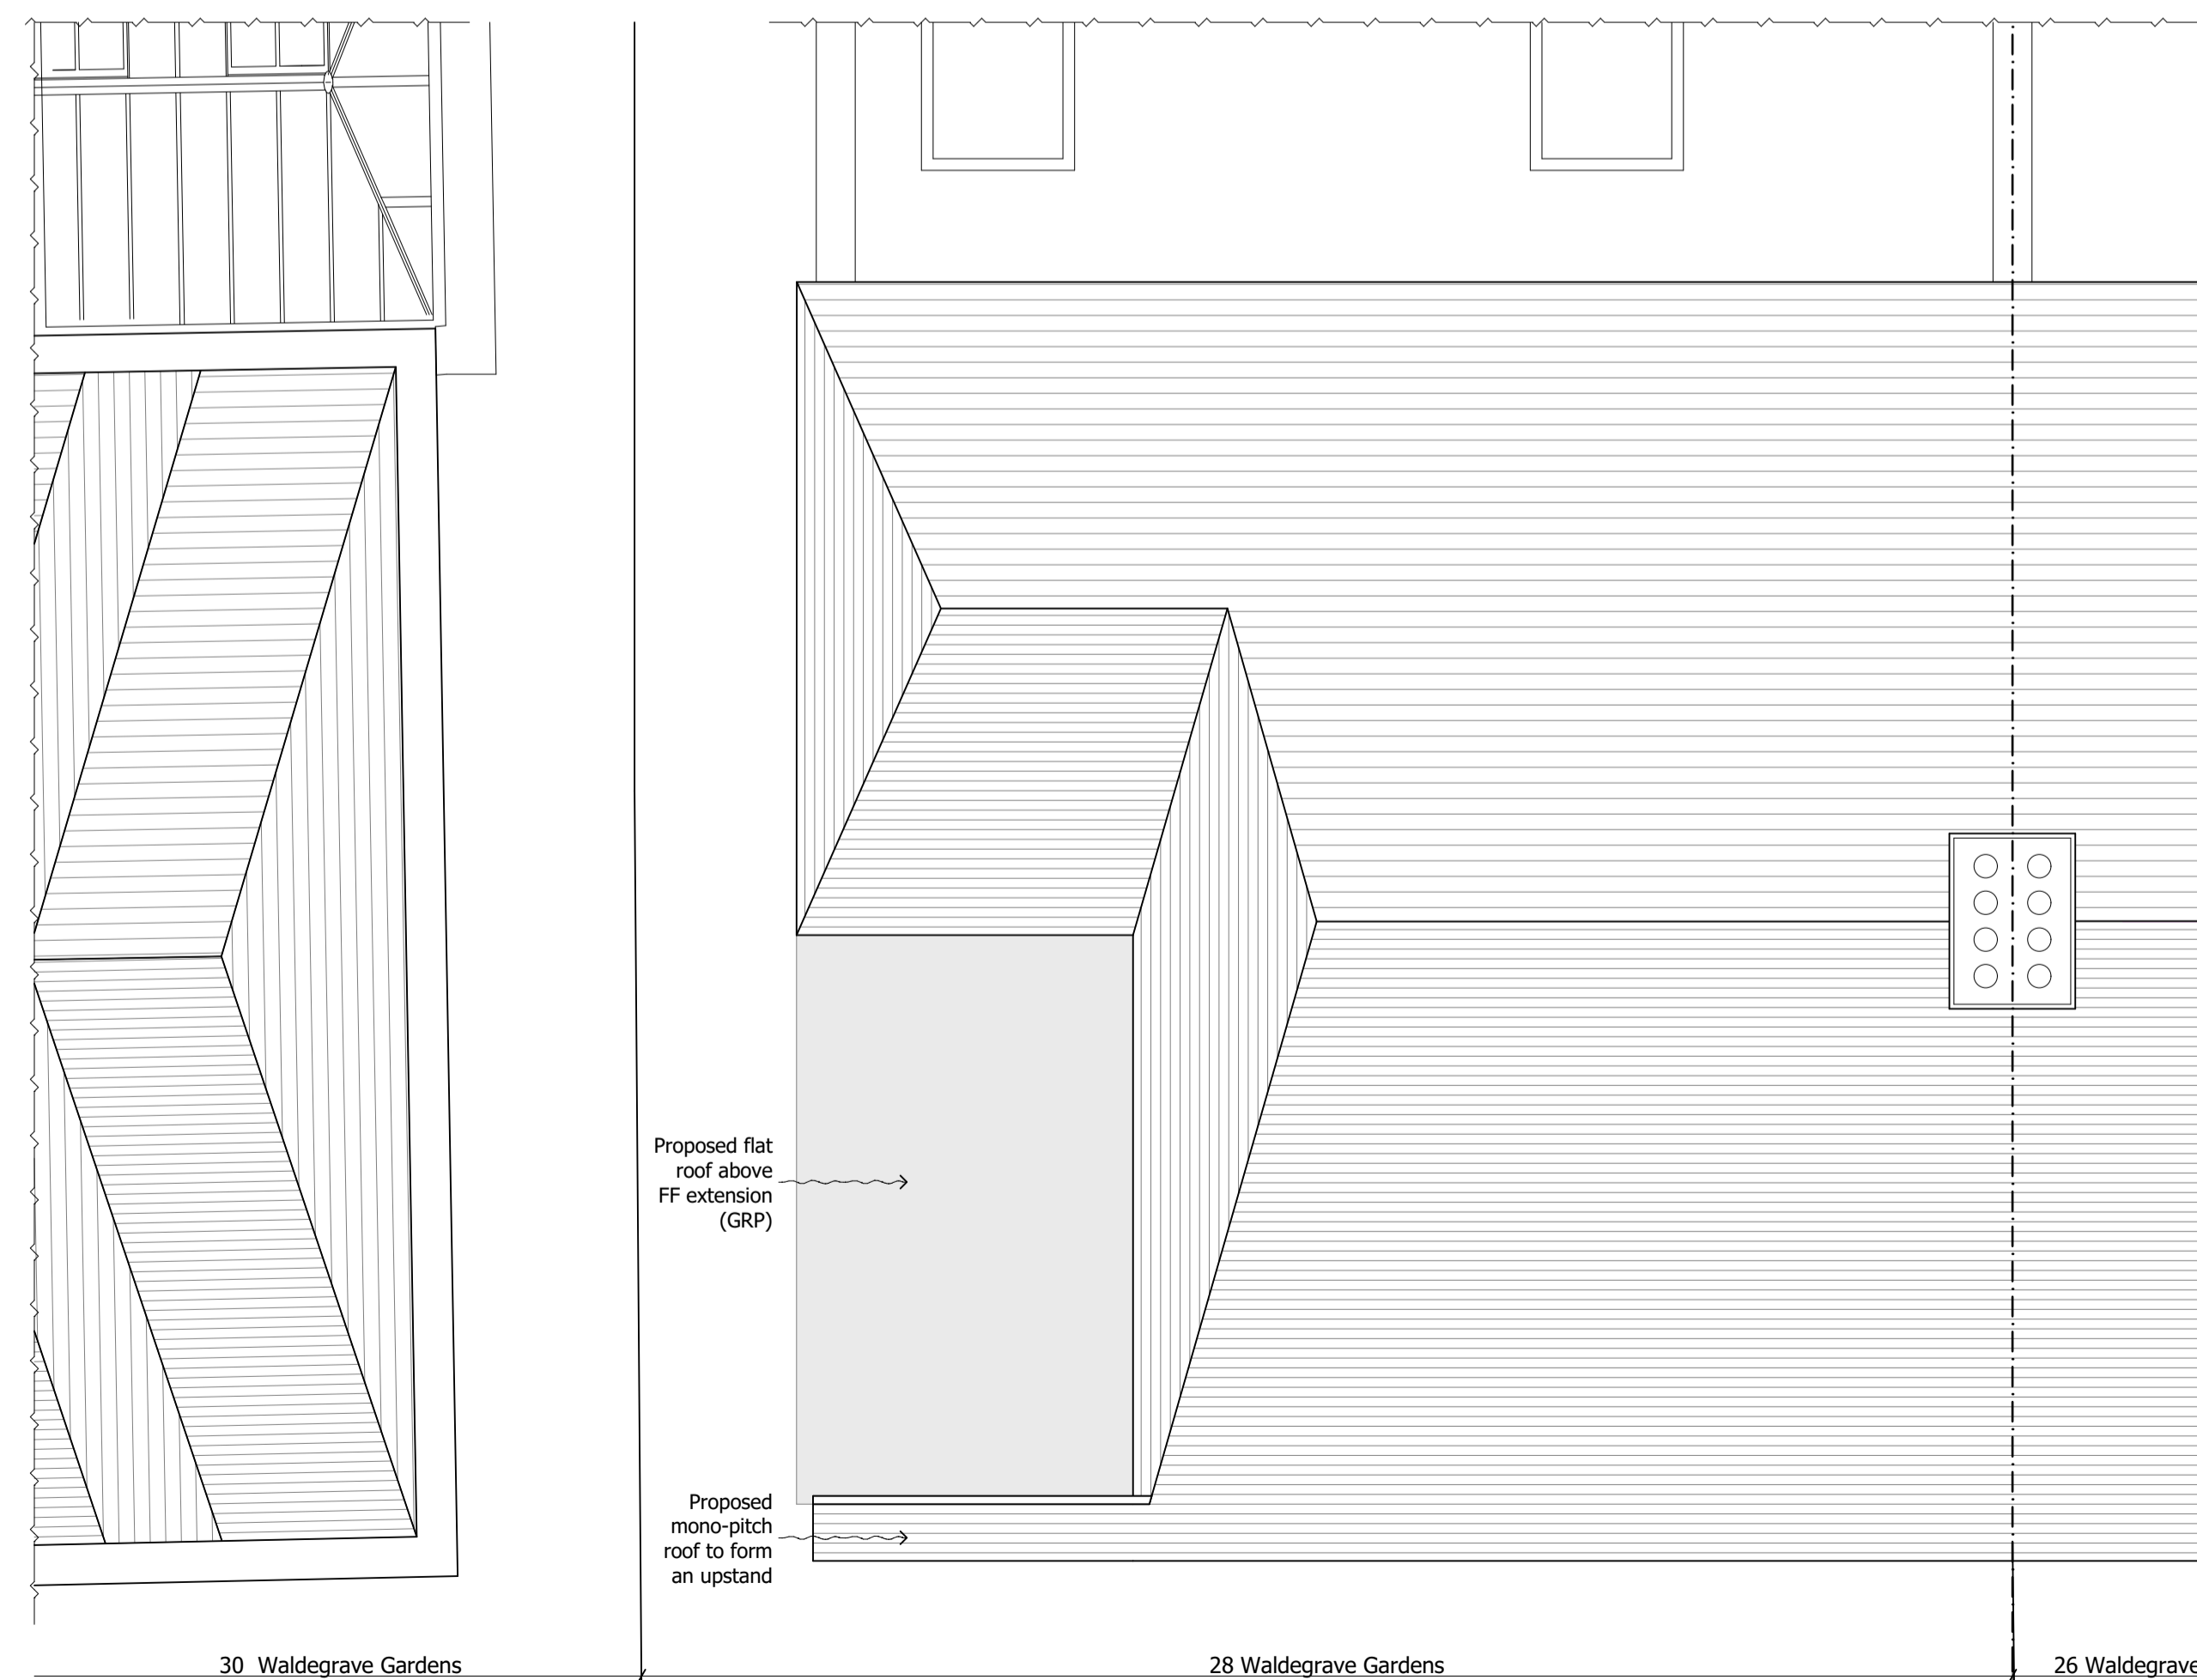 Proposed flat
roof above
FF extension
(GRP)
Proposed
mono-pitch
roof to form
an upstand
30 Waldegrave Gardens
28 Waldegrave Gardens
26 Waldegrave